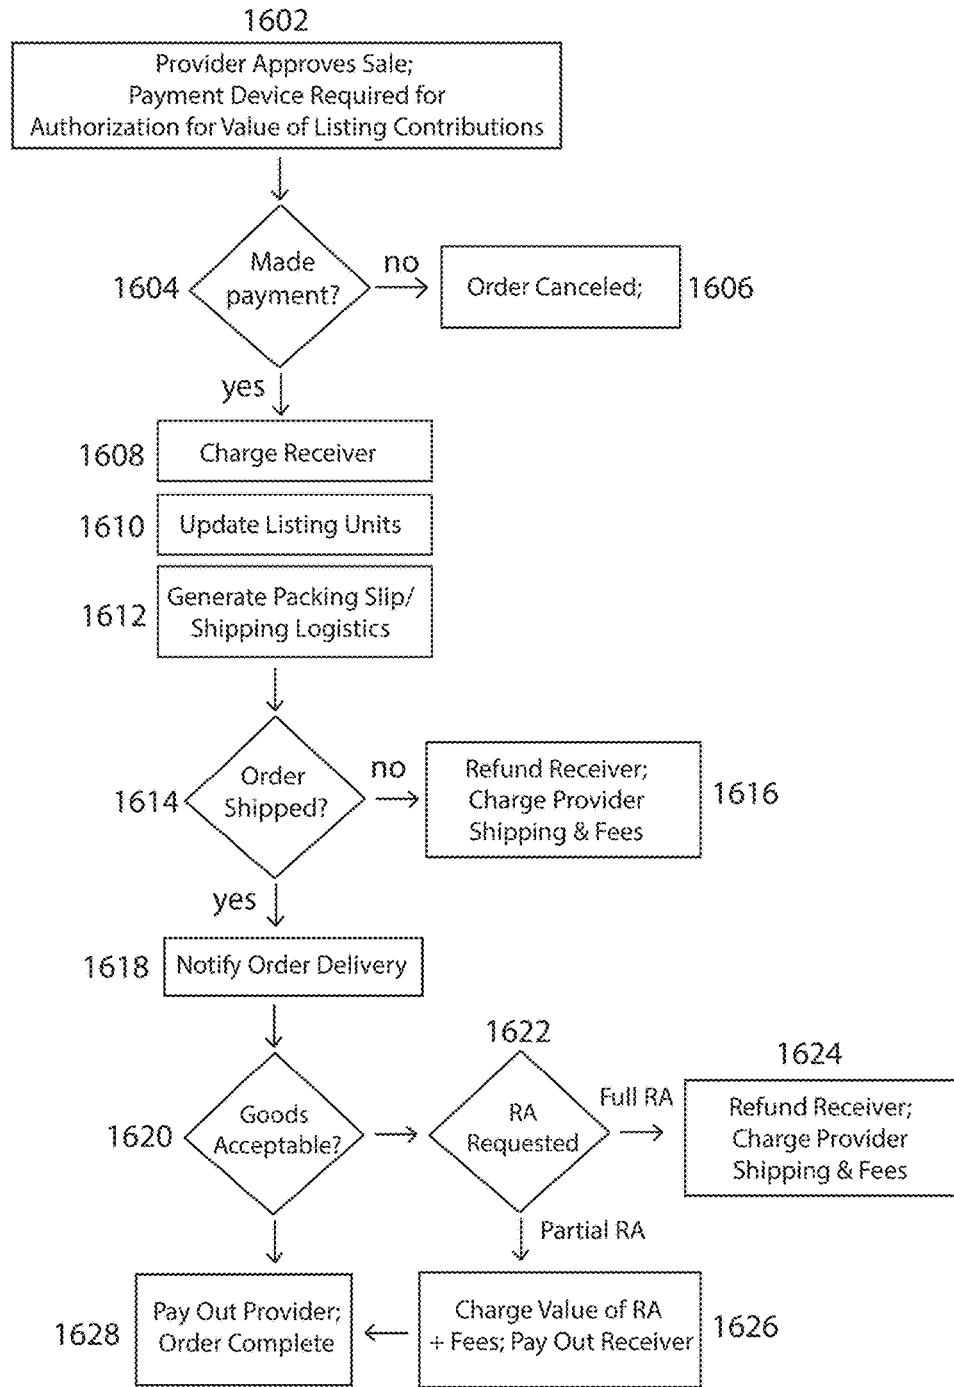 1602
Provider Approves Sale;
Payment Device Required for
Authorization for Value of Listing Contributions
1604
Made
payment?
no
Order Canceled;
1606
yes
1608
Charge Receiver
1610
Update Listing Units
1612
Generate Packing Slip/
Shipping Logistics
1614
Order
Shipped?
no
Refund Receiver;
Charge Provider
Shipping & Fees
1616
yes
1618
Notify Order Delivery
1620
Goods
Acceptable?
1622
RA
Requested
Full RA
1624
Refund Receiver;
Charge Provider
Shipping & Fees
Partial RA
1628
Pay Out Provider;
Order Complete
Charge Value of RA
+ Fees; Pay Out Receiver
1626